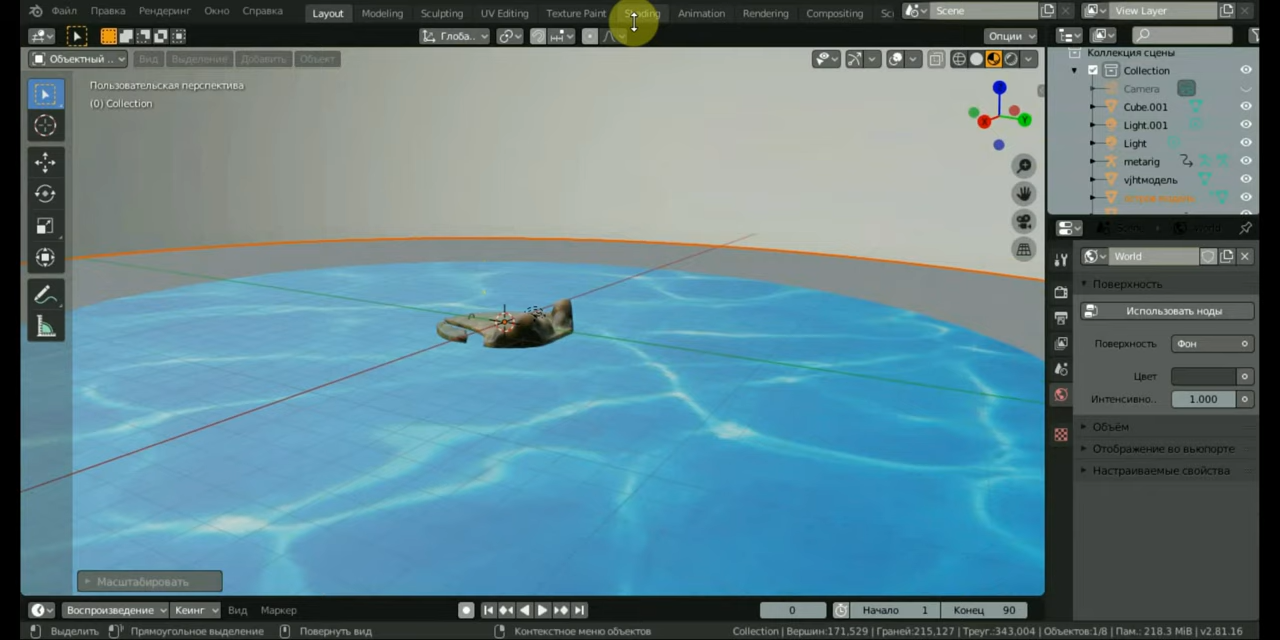 Файл Правка Рендеринг Окно Справка Layout Modeling Sculpting UV Editing Texture Paint Shading Animation Rendering Compositing Sc Scene View Layer
Глоба.. Опции
Объектный .. Вид Выделение Добавить Объект
Пользовательская перспектива
(0) Collection
X
Y
Z
Коллекция сцены
Collection
Camera
Cube.001
Light.001
Light
metarig
vjhtмодель
World
Поверхность
Использовать ноды
Поверхность Фон
Цвет
Интенсивно.. 1.000
Объём
Отображение во вьюпорте
Настраиваемые свойства
Масштабировать
Воспроизведение Кеинг Вид Маркер 0 Начало 1 Конец 90
Выделить Прямоугольное выделение Повернуть вид Контекстное меню объектов Collection | Вершин:171,529 | Граней:215,127 | Треуг.:343,004 | Объектов:1/8 | Пам.: 218.3 MiB | v2.81.16